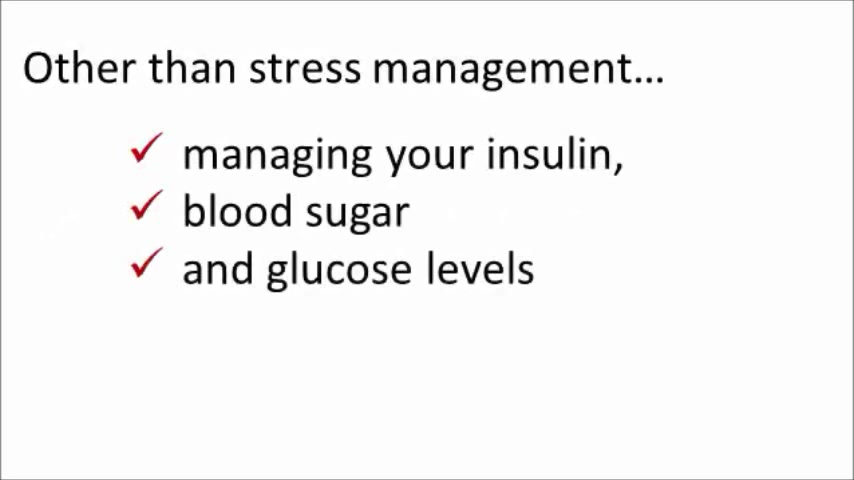 Other than stress management...
✓ managing your insulin,
✓ blood sugar
✓ and glucose levels